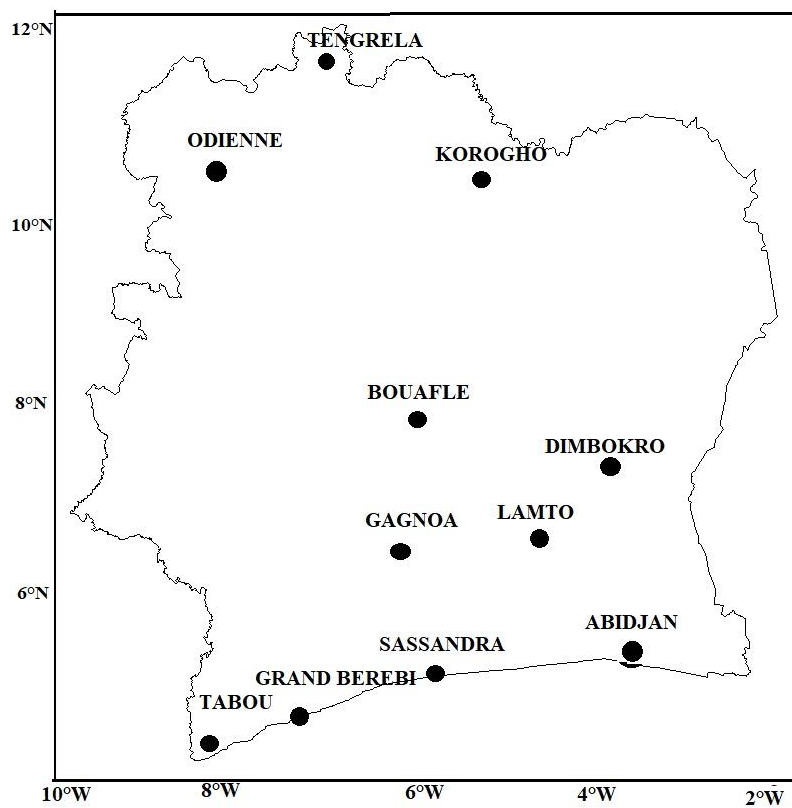 12°N
TENGRELA
ODIENNE
KOROGHO
10°N
BOUAFLE
8°N
DIMBOKRO
LAMTO
GAGNOA
6°N
ABIDJAN
SASSANDRA
GRAND BEREBI
TABOU
10°W 8°W 6°W 4°W 2°W